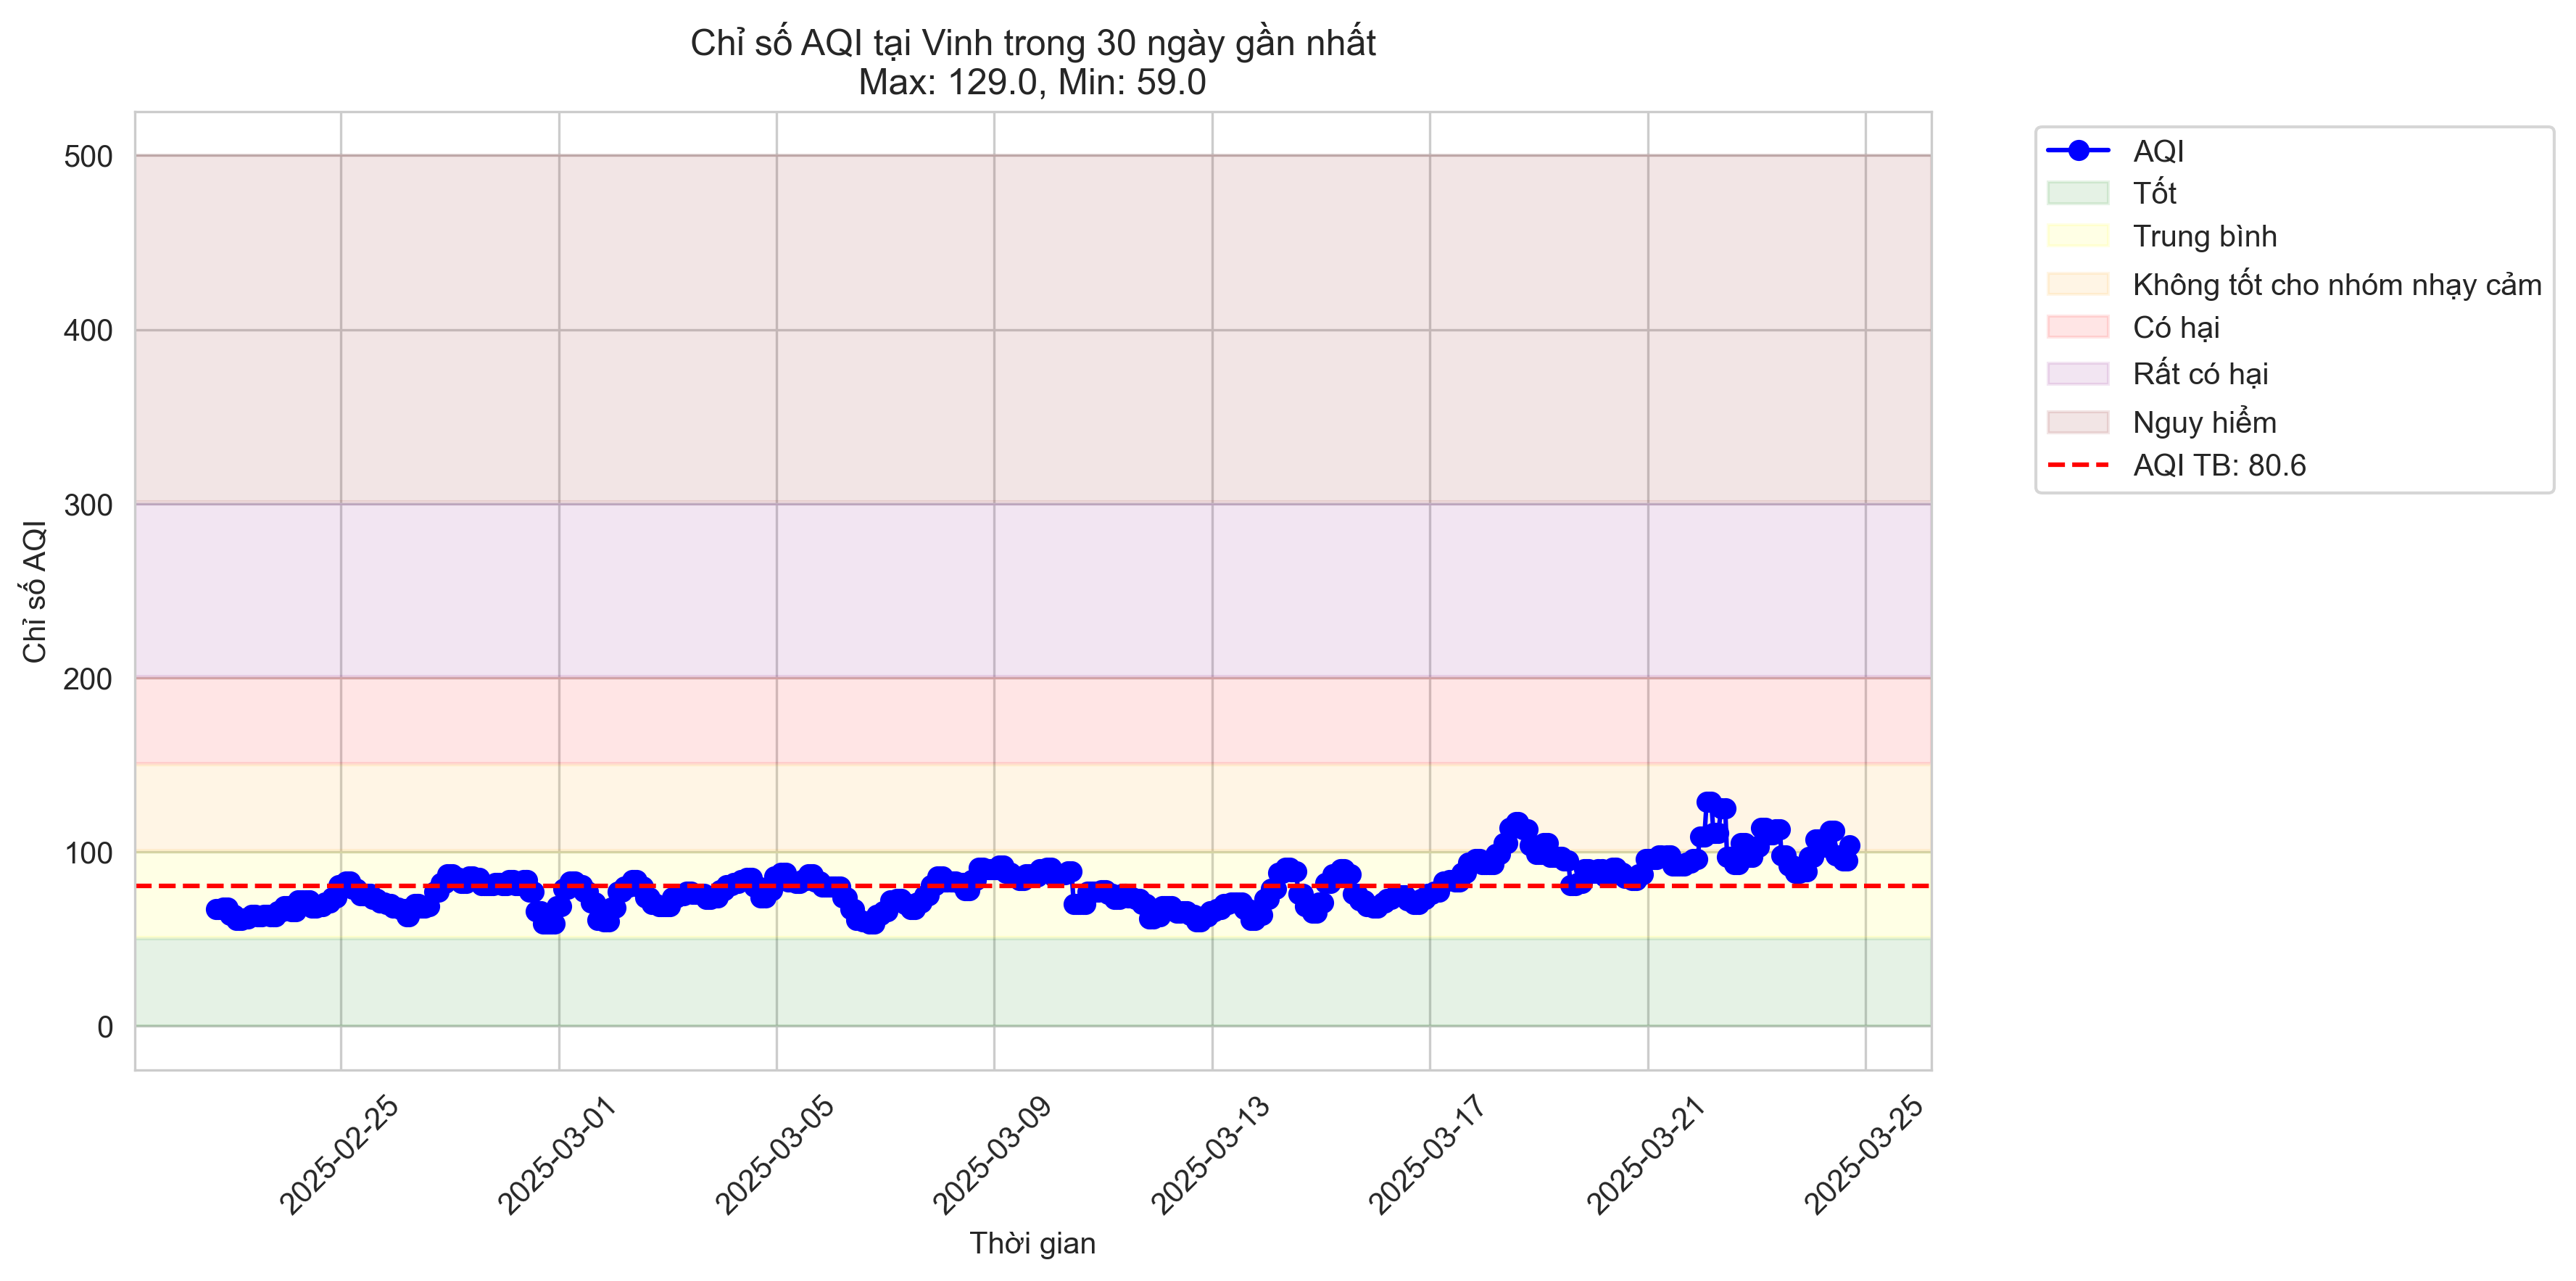 Chỉ số AQI tại Vinh trong 30 ngày gần nhất
Max: 129.0, Min: 59.0
Chỉ số AQI
500
400
300
200
100
0
2025-02-25
2025-03-01
2025-03-05
2025-03-09
2025-03-13
2025-03-17
2025-03-21
2025-03-25
Thời gian
AQI
Tốt
Trung bình
Không tốt cho nhóm nhạy cảm
Có hại
Rất có hại
Nguy hiểm
AQI TB: 80.6